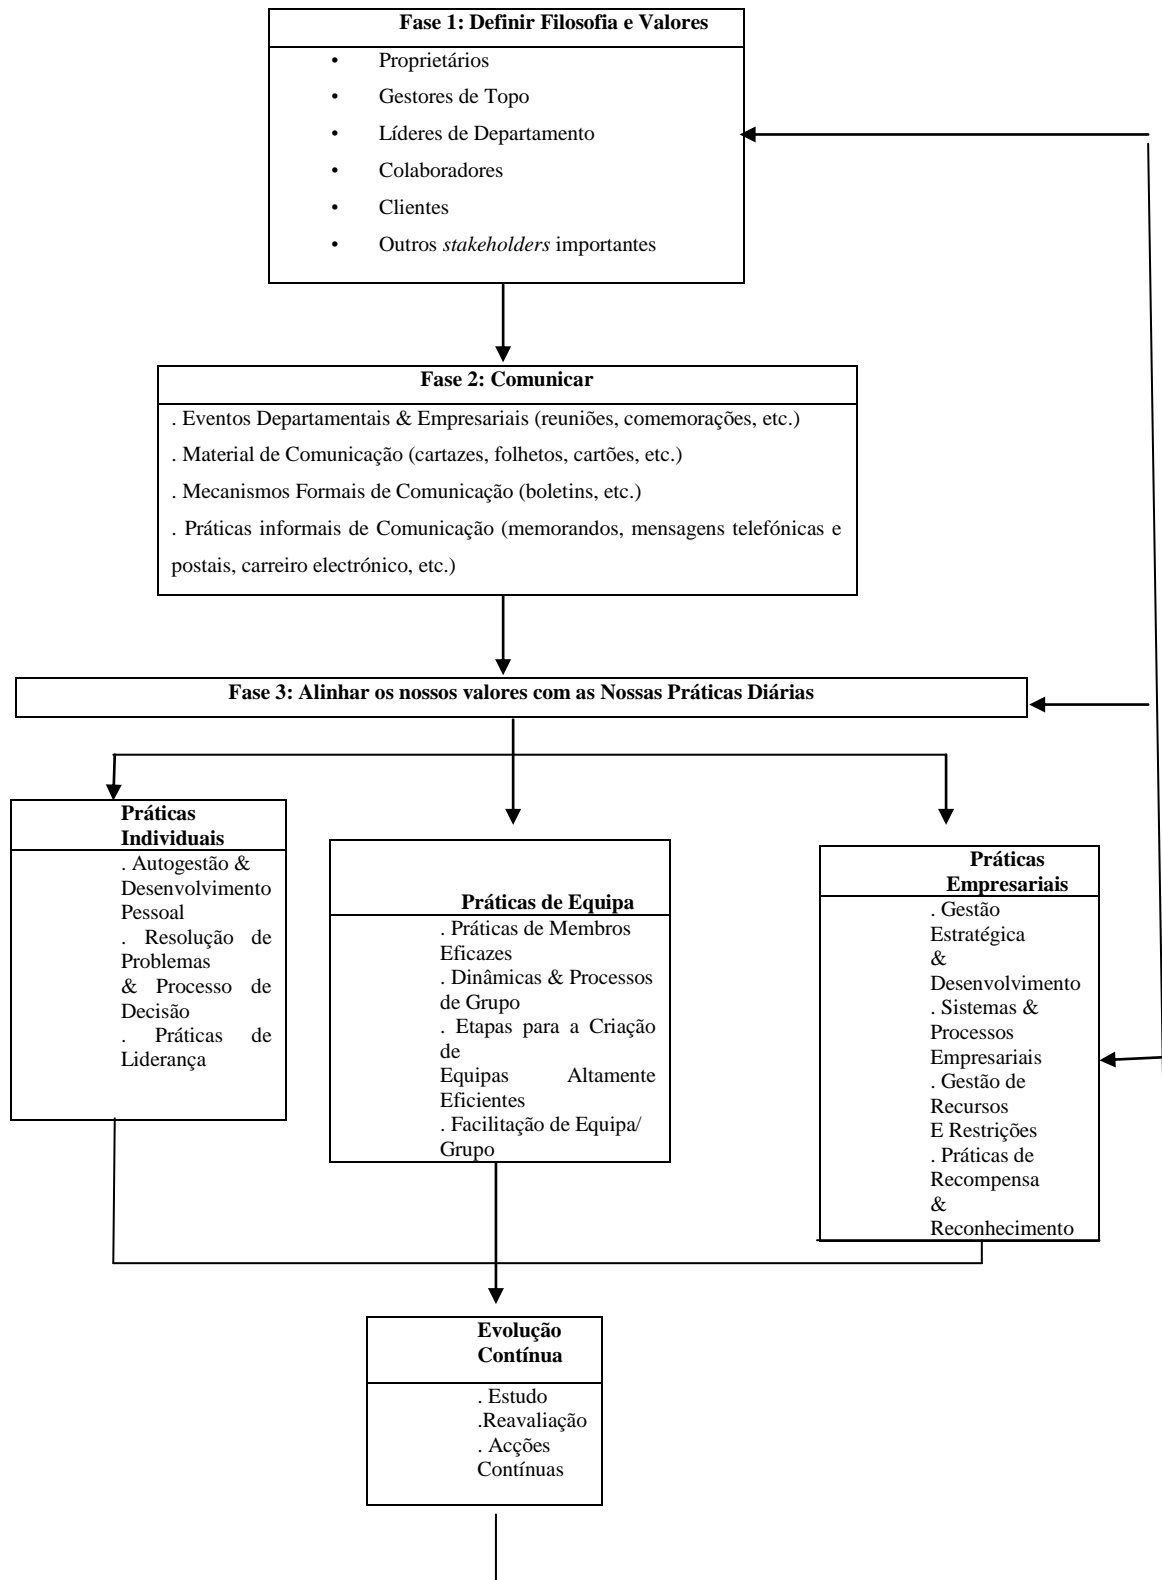 Fase 1: Definir Filosofia e Valores
• Proprietários
• Gestores de Topo
• Líderes de Departamento
• Colaboradores
• Clientes
• Outros stakeholders importantes
Fase 2: Comunicar
. Eventos Departamentais & Empresariais (reuniões, comemorações, etc.)
. Material de Comunicação (cartazes, folhetos, cartões, etc.)
. Mecanismos Formais de Comunicação (boletins, etc.)
. Práticas informais de Comunicação (memorandos, mensagens telefónicas e
postais, carreiro electrónico, etc.)
Fase 3: Alinhar os nossos valores com as Nossas Práticas Diárias
Práticas
Individuais
. Autogestão &
Desenvolvimento
Pessoal
. Resolução de
Problemas
& Processo de
Decisão
. Práticas de
Liderança
Práticas de Equipa
. Práticas de Membros
Eficazes
. Dinâmicas & Processos
de Grupo
. Etapas para a Criação
de
Equipas Altamente
Eficientes
. Facilitação de Equipa/
Grupo
Práticas
Empresariais
. Gestão
Estratégica
&
Desenvolvimento
. Sistemas &
Processos
Empresariais
. Gestão de
Recursos
E Restrições
. Práticas de
Recompensa
&
Reconhecimento
Evolução
Contínua
. Estudo
.Reavaliação
. Acções
Contínuas